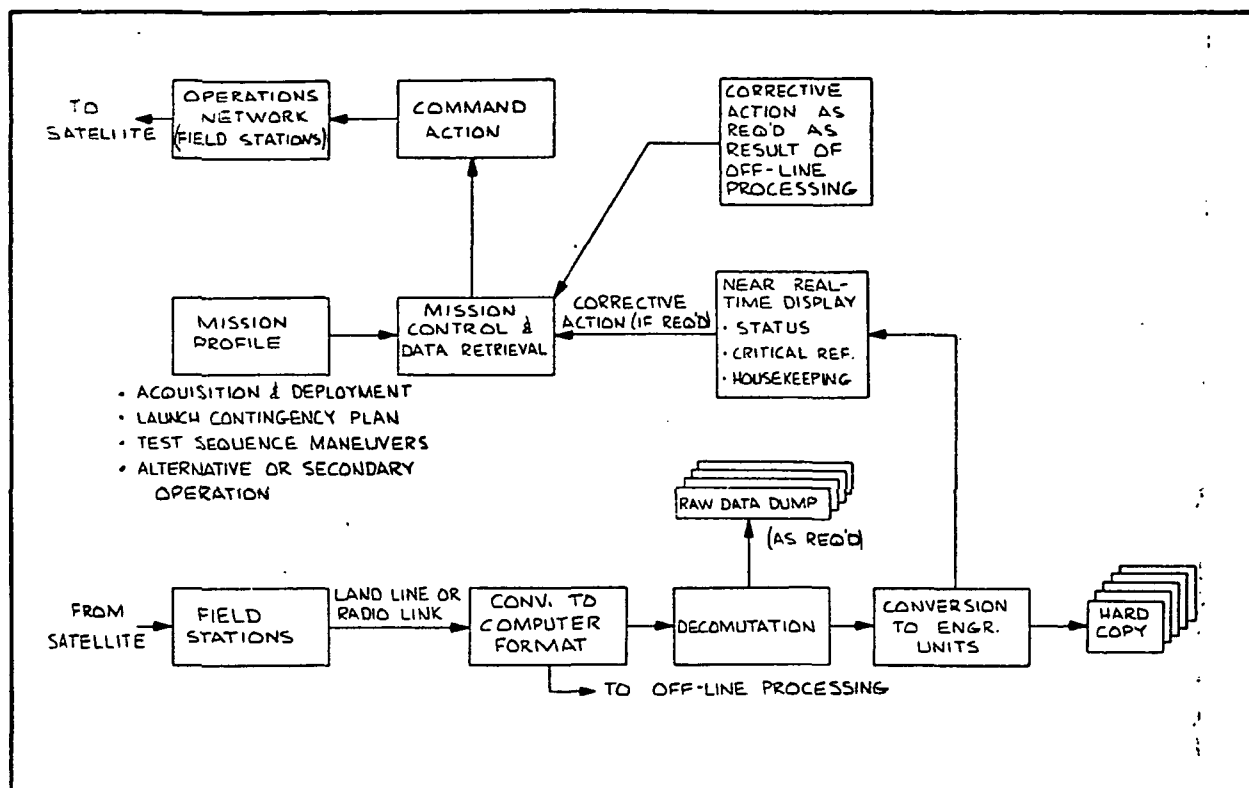 TO
SATELLITE
OPERATIONS
NETWORK
(FIELD STATIONS)
COMMAND
ACTION
CORRECTIVE
ACTION AS
REQ'D AS
RESULT OF
OFF-LINE
PROCESSING
MISSION
PROFILE
MISSION
CONTROL &
DATA RETRIEVAL
CORRECTIVE
ACTION (IF REQ'D)
NEAR REAL-
TIME DISPLAY
· STATUS
· CRITICAL REF.
· HOUSEKEEPING
· ACQUISITION & DEPLOYMENT
· LAUNCH CONTINGENCY PLAN
· TEST SEQUENCE MANEUVERS
· ALTERNATIVE OR SECONDARY
OPERATION
RAW DATA DUMP
(AS REQ'D)
FROM
SATELLITE
FIELD
STATIONS
LAND LINE OR
RADIO LINK
CONV. TO
COMPUTER
FORMAT
DECOMUTATION
CONVERSION
TO ENGR.
UNITS
HARD
COPY
TO OFF-LINE PROCESSING